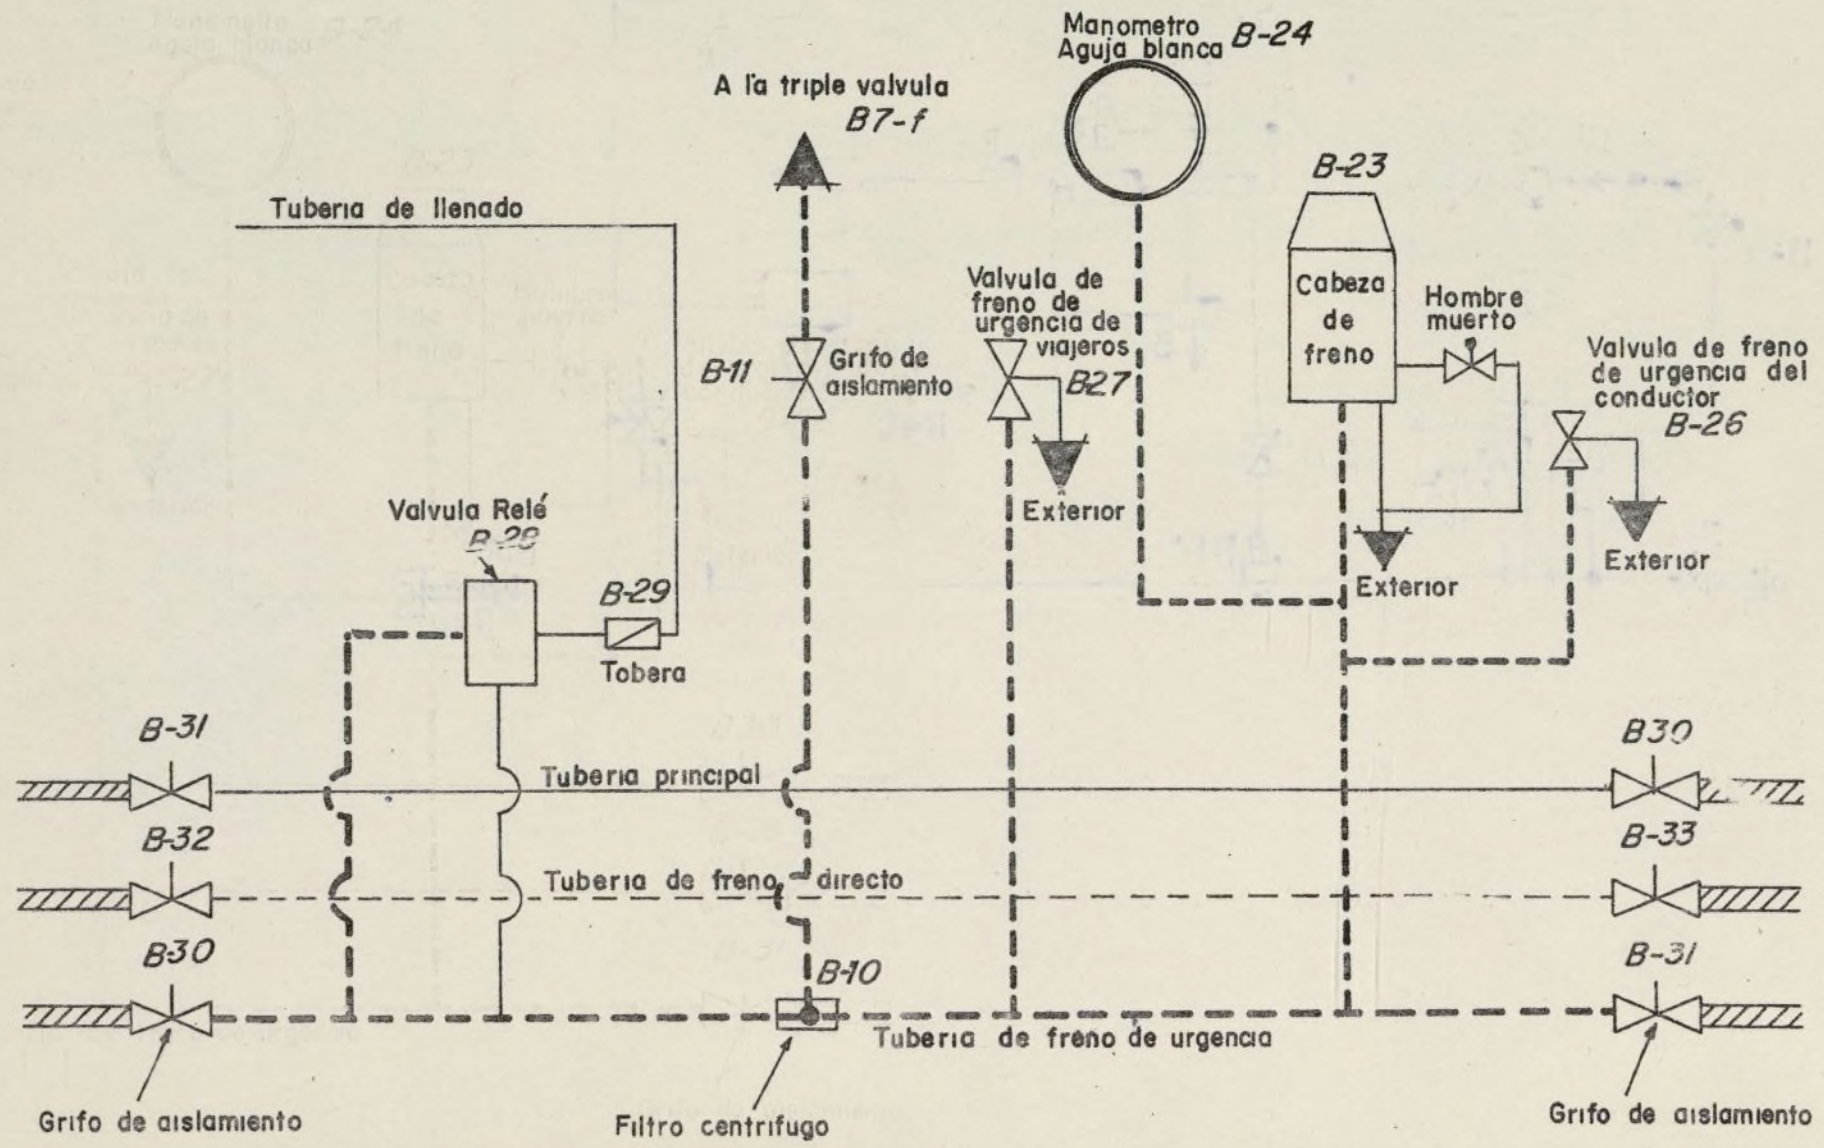 Manometro
Aguja blanca B-24
A la triple valvula
B7-f
B-23
Tuberia de llenado
Cabeza
de
freno
Valvula de
freno de
urgencia de
viajeros
B27
Hombre
muerto
Valvula de freno
de urgencia del
conductor
B-26
B-11
Grifo de
aislamiento
Exterior
Exterior
Exterior
Valvula Relé
B-28
B-29
Tobera
B-31
Tuberia principal
B30
B-32
Tuberia de freno directo
B-33
B-30
B-10
B-31
Tuberia de freno de urgencia
Grifo de aislamiento
Filtro centrifugo
Grifo de aislamiento